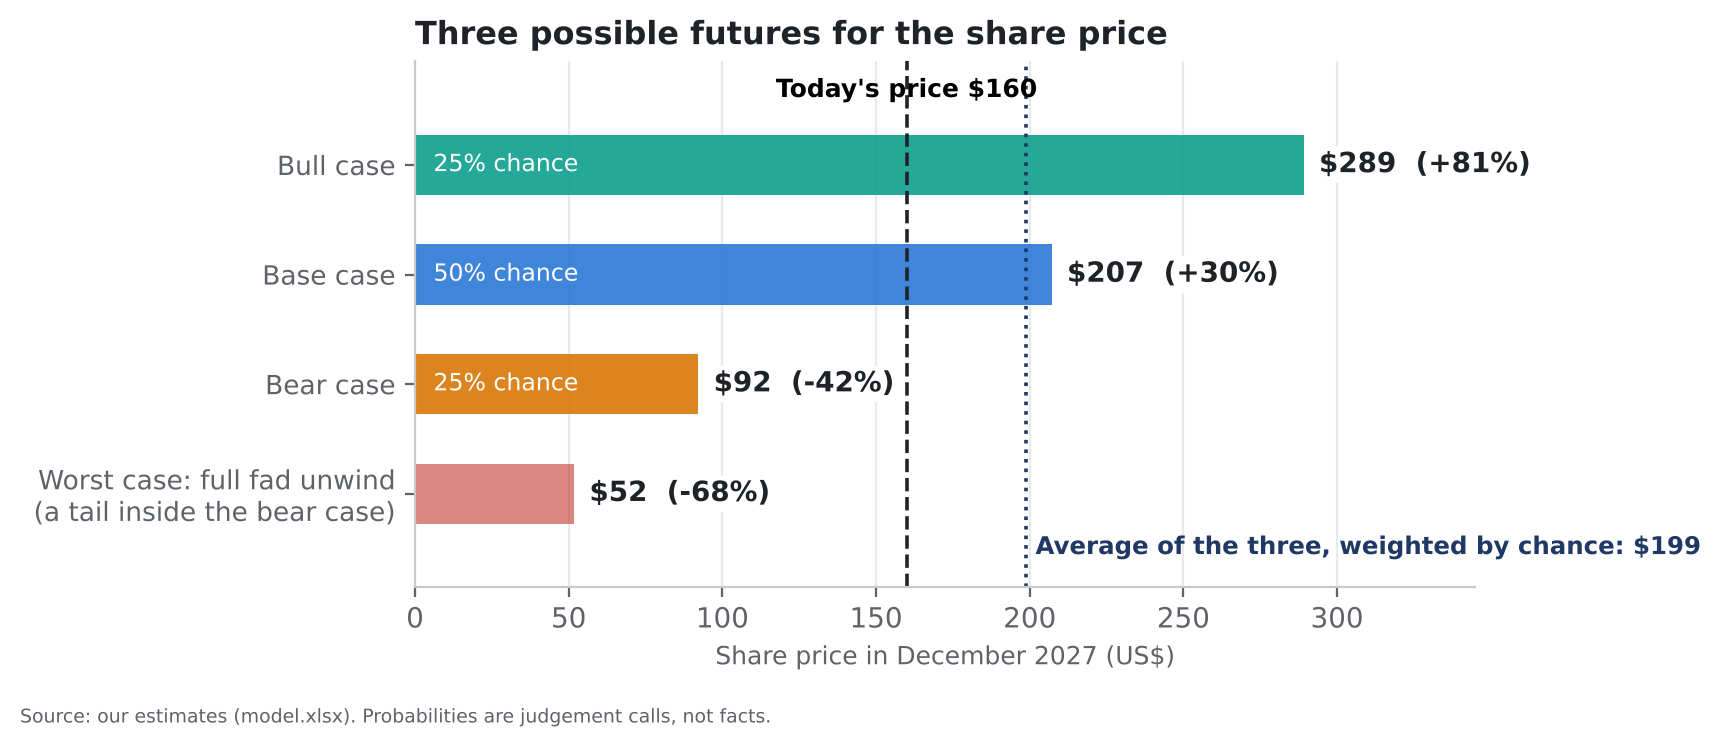 Three possible futures for the share price
Today's price $160
Bull case
25% chance
$289 (+81%)
Base case
50% chance
$207 (+30%)
Bear case
25% chance
$92 (-42%)
Worst case: full fad unwind
(a tail inside the bear case)
$52 (-68%)
Average of the three, weighted by chance: $199
0 50 100 150 200 250 300
Share price in December 2027 (US$)
Source: our estimates (model.xlsx). Probabilities are judgement calls, not facts.